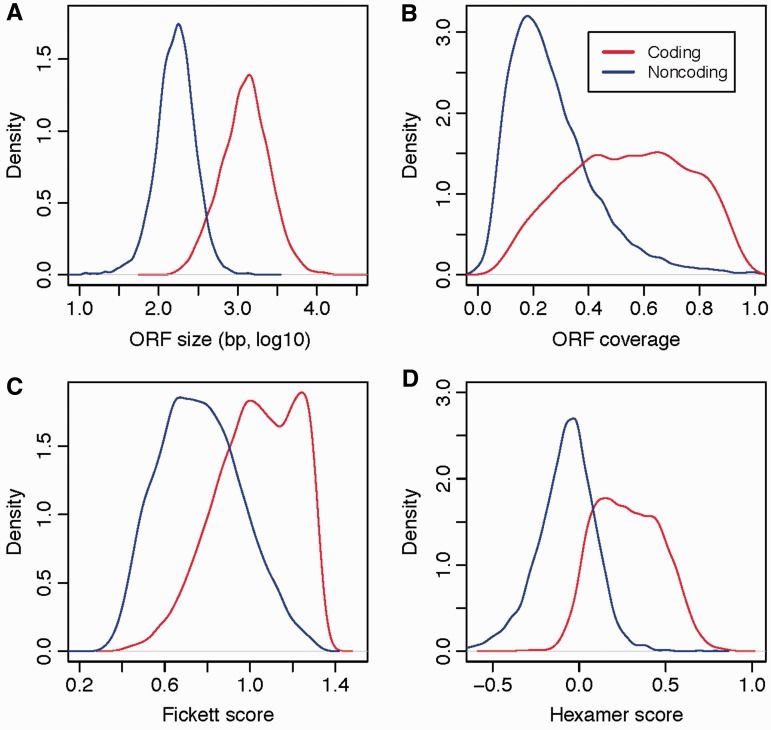 A
Density
0.0 0.5 1.0 1.5
1.0 2.0 3.0 4.0
ORF size (bp, log10)
B
Density
0.0 1.0 2.0 3.0
Coding
Noncoding
0.0 0.2 0.4 0.6 0.8 1.0
ORF coverage
C
Density
0.0 0.5 1.0 1.5
0.2 0.6 1.0 1.4
Fickett score
D
Density
0.0 1.0 2.0 3.0
−0.5 0.0 0.5 1.0
Hexamer score